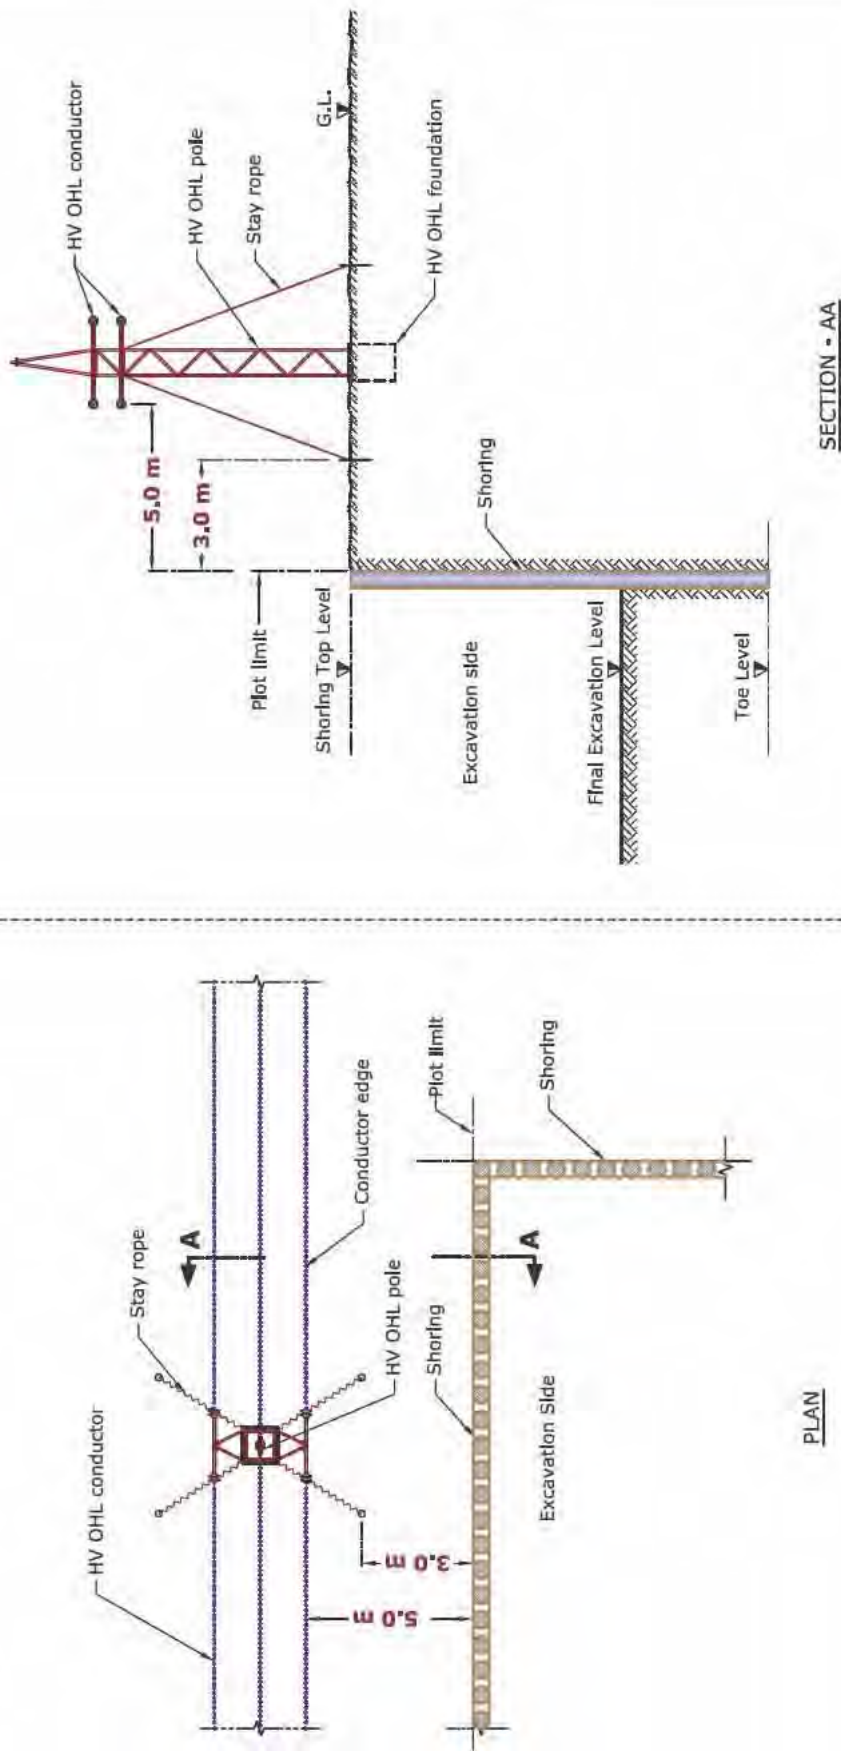 HV OHL conductor
Stay rope
A
Conductor edge
HV OHL pole
5.0 m
3.0 m
Plot limit
Shoring
Shoring
A
Excavation Side
PLAN
HV OHL conductor
HV OHL pole
Stay rope
5.0 m
3.0 m
G.L.
Plot limit
Shoring Top Level
HV OHL foundation
Shoring
Excavation side
Final Excavation Level
Toe Level
SECTION - AA